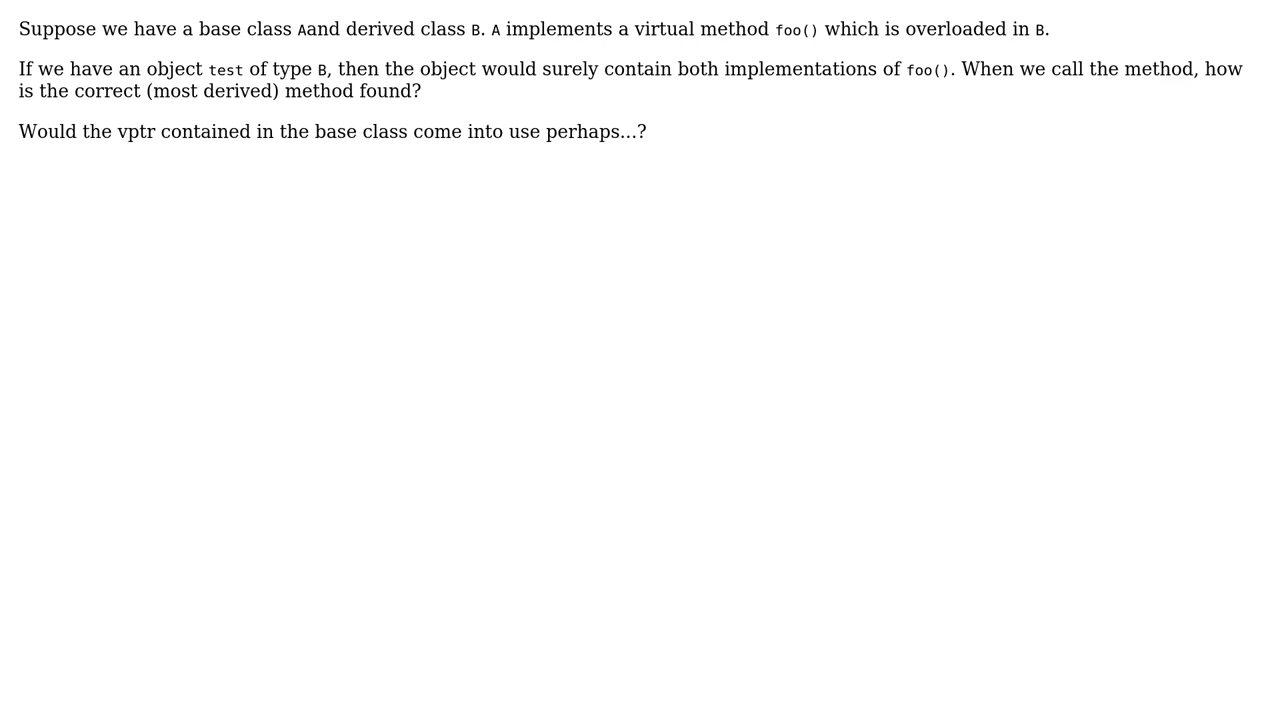 Suppose we have a base class Aand derived class B. A implements a virtual method foo() which is overloaded in B.
If we have an object test of type B, then the object would surely contain both implementations of foo(). When we call the method, how
is the correct (most derived) method found?
Would the vptr contained in the base class come into use perhaps...?